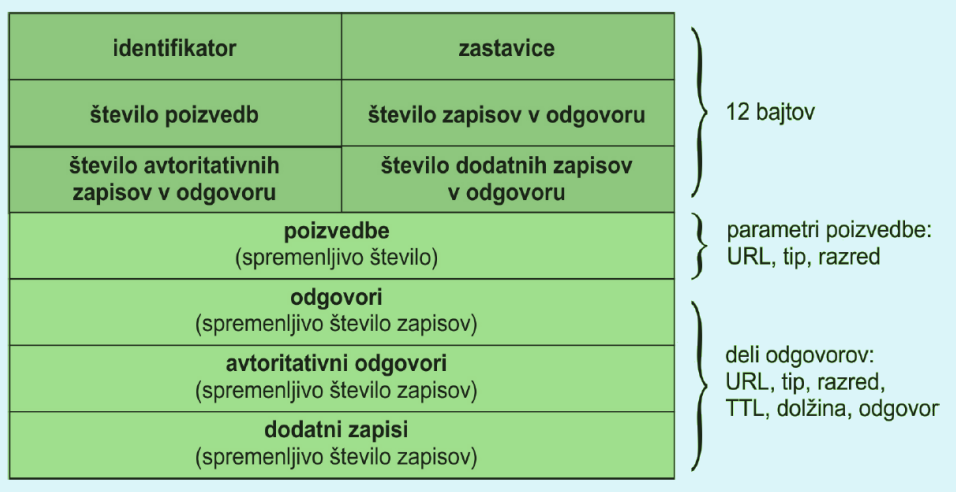 identifikator
zastavice
število poizvedb
število zapisov v odgovoru
12 bajtov
število avtoritativnih
zapisov v odgovoru
število dodatnih zapisov
v odgovoru
poizvedbe
(spremenljivo število)
parametri poizvedbe:
URL, tip, razred
odgovori
(spremenljivo število zapisov)
avtoritativni odgovori
(spremenljivo število zapisov)
dodatni zapisi
(spremenljivo število zapisov)
deli odgovorov:
URL, tip, razred,
TTL, dolžina, odgovor